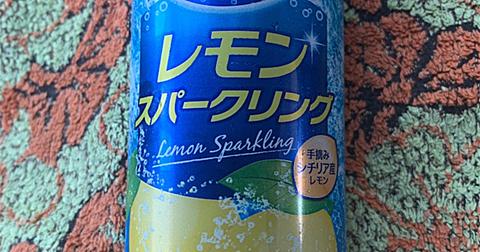 レモン
スパークリング
Lemon Sparkling
手摘み
シチリア産
レモン